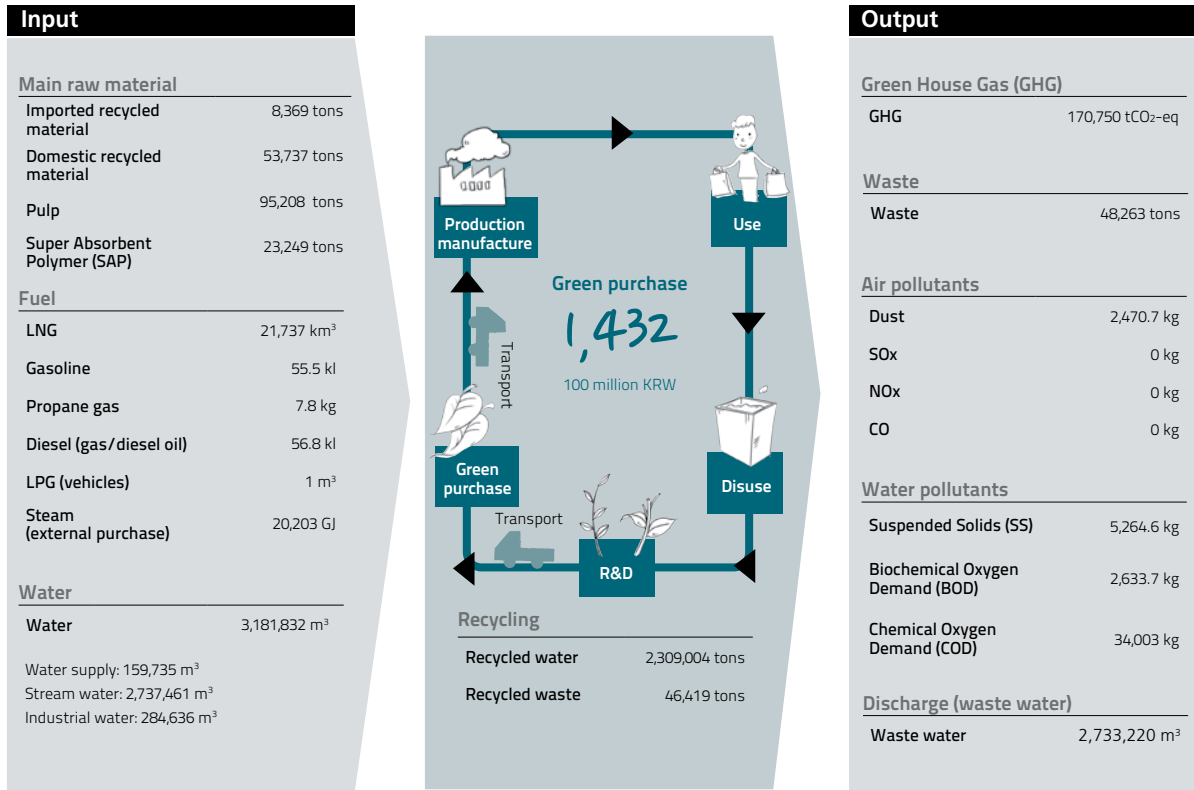 Input
Main raw material
Imported recycled
material
8,369 tons
Domestic recycled
material
53,737 tons
Pulp
95,208 tons
Super Absorbent
Polymer (SAP)
23,249 tons
Fuel
LNG
21,737 km³
Gasoline
55.5 kl
Propane gas
7.8 kg
Diesel (gas/diesel oil)
56.8 kl
LPG (vehicles)
1 m³
Steam
(external purchase)
20,203 GJ
Water
Water
3,181,832 m³
Water supply: 159,735 m³
Stream water: 2,737,461 m³
Industrial water: 284,636 m³
Production
manufacture
Use
Green purchase
1,432
100 million KRW
Transport
Green
purchase
Disuse
Transport
R&D
Recycling
Recycled water
2,309,004 tons
Recycled waste
46,419 tons
Output
Green House Gas (GHG)
GHG
170,750 tCO₂-eq
Waste
Waste
48,263 tons
Air pollutants
Dust
2,470.7 kg
SOx
0 kg
NOx
0 kg
CO
0 kg
Water pollutants
Suspended Solids (SS)
5,264.6 kg
Biochemical Oxygen
Demand (BOD)
2,633.7 kg
Chemical Oxygen
Demand (COD)
34,003 kg
Discharge (waste water)
Waste water
2,733,220 m³